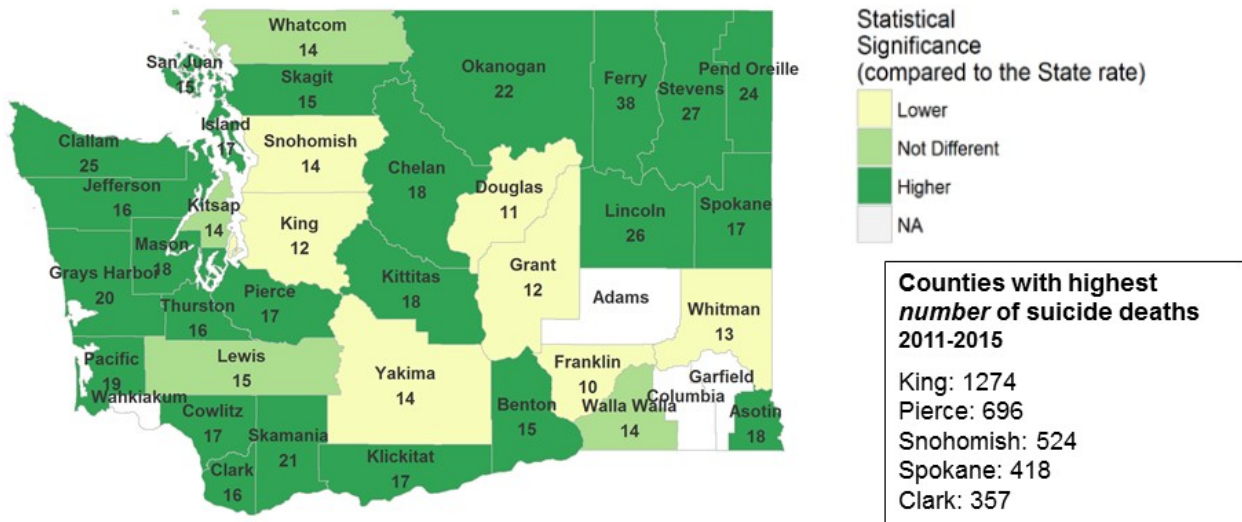 Whatcom
14
San Juan
15
Skagit
15
Okanogan
22
Ferry
38
Stevens
27
Pend Oreille
24
Island
17
Clallam
25
Snohomish
14
Chelan
18
Douglas
11
Jefferson
16
Kitsap
14
King
12
Lincoln
26
Spokane
17
Mason
18
Grays Harbor
20
Grant
12
Kittitas
18
Adams
Pierce
17
Thurston
16
Whitman
13
Pacific
19
Lewis
15
Yakima
14
Franklin
10
Garfield
Columbia
Walla Walla
14
Wahkiakum
Benton
15
Asotin
18
Cowlitz
17
Skamania
21
Klickitat
17
Clark
16
Statistical
Significance
(compared to the State rate)
Lower
Not Different
Higher
NA
Counties with highest
number of suicide deaths
2011-2015
King: 1274
Pierce: 696
Snohomish: 524
Spokane: 418
Clark: 357